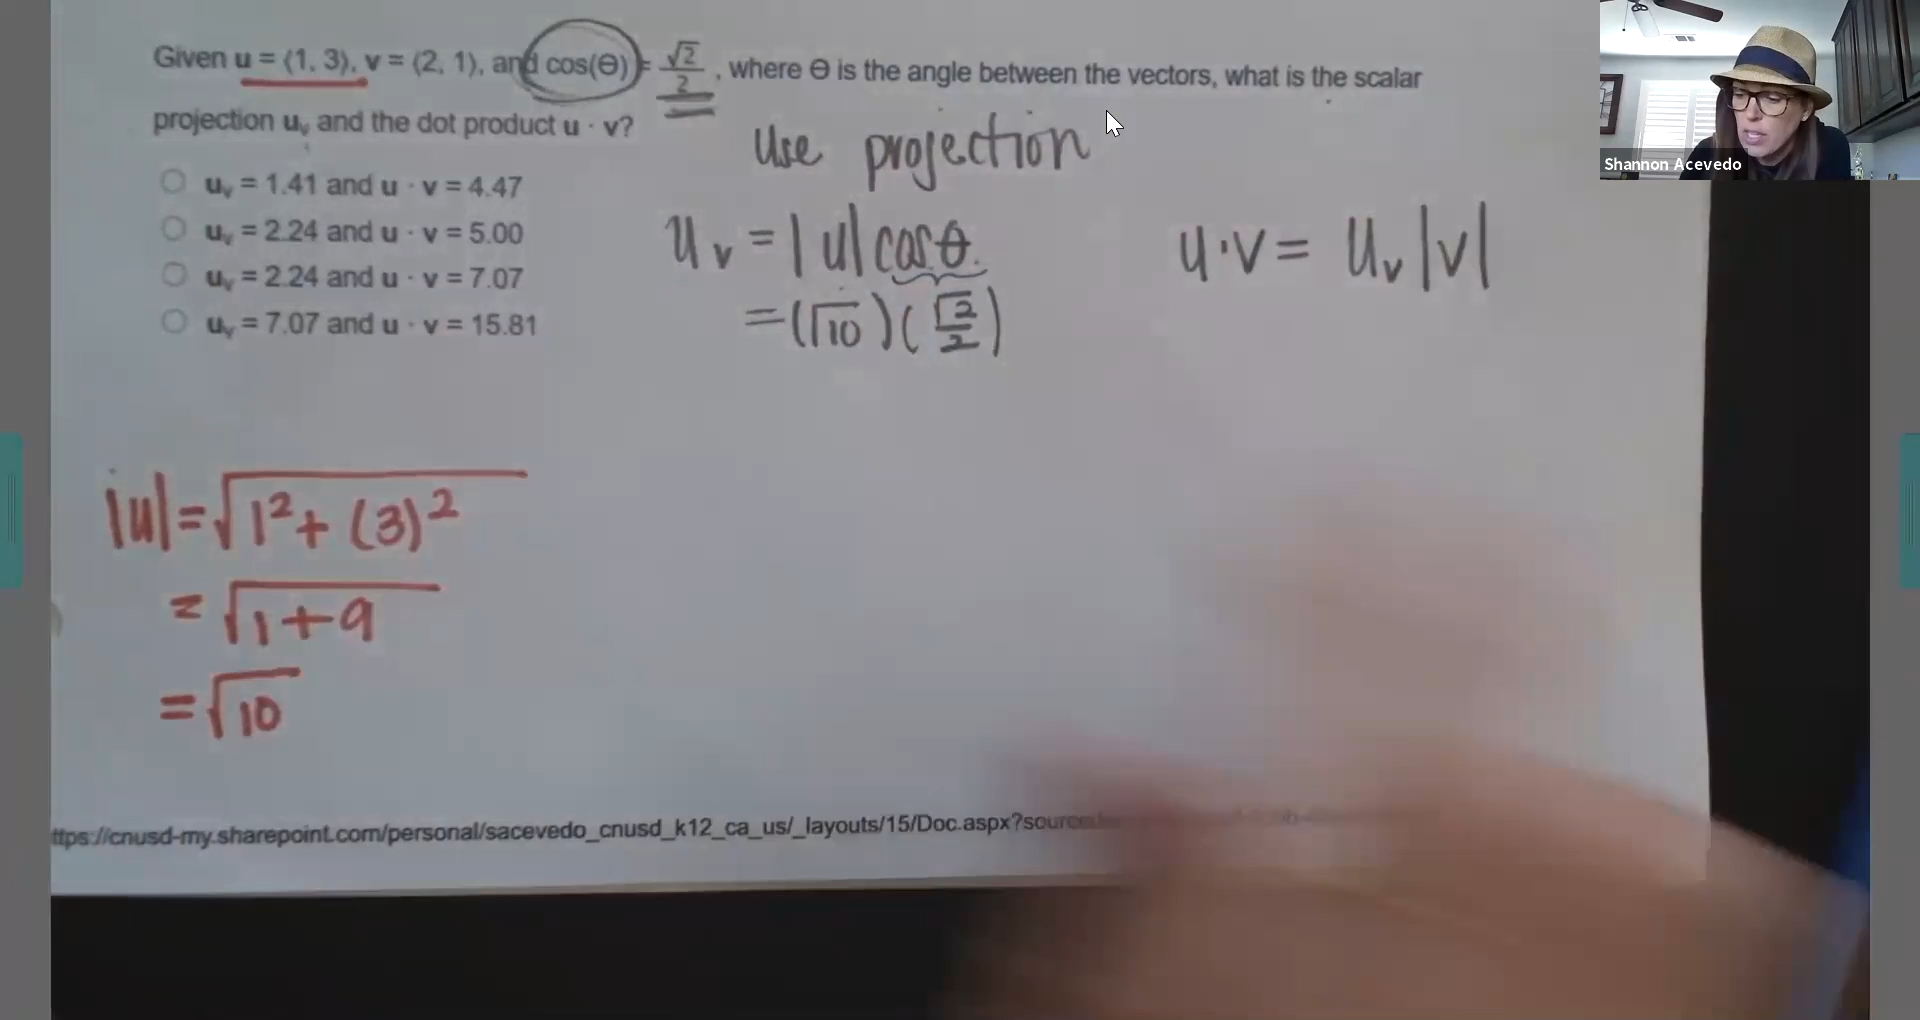 Given u = ⟨1, 3⟩, v = ⟨2, 1⟩, and cos(Θ) = √2/2, where Θ is the angle between the vectors, what is the scalar
projection uᵥ and the dot product u · v?
uᵥ = 1.41 and u · v = 4.47
uᵥ = 2.24 and u · v = 5.00
uᵥ = 2.24 and u · v = 7.07
uᵥ = 7.07 and u · v = 15.81
Use projection
uᵥ = |u| cos θ
= (√10)(√2/2)
u·v = uᵥ|v|
|u| = √1² + (3)²
= √1+9
= √10
ttps://cnusd-my.sharepoint.com/personal/sacevedo_cnusd_k12_ca_us/_layouts/15/Doc.aspx?source
Shannon Acevedo